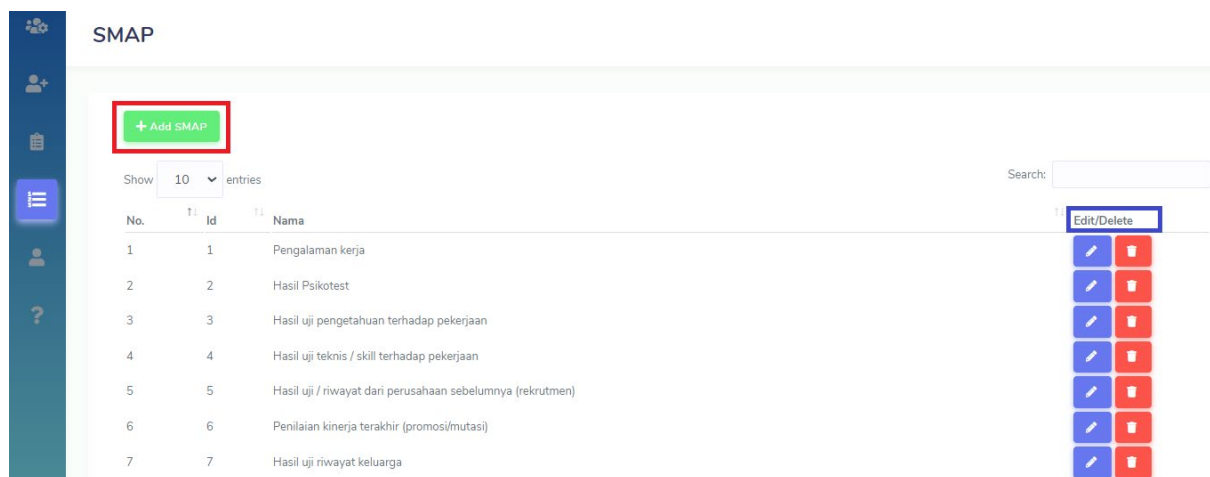 SMAP
+ Add SMAP
Show 10 entries Search:
No. Id Nama Edit/Delete
1 1 Pengalaman kerja
2 2 Hasil Psikotest
3 3 Hasil uji pengetahuan terhadap pekerjaan
4 4 Hasil uji teknis / skill terhadap pekerjaan
5 5 Hasil uji / riwayat dari perusahaan sebelumnya (rekrutmen)
6 6 Penilaian kinerja terakhir (promosi/mutasi)
7 7 Hasil uji riwayat keluarga